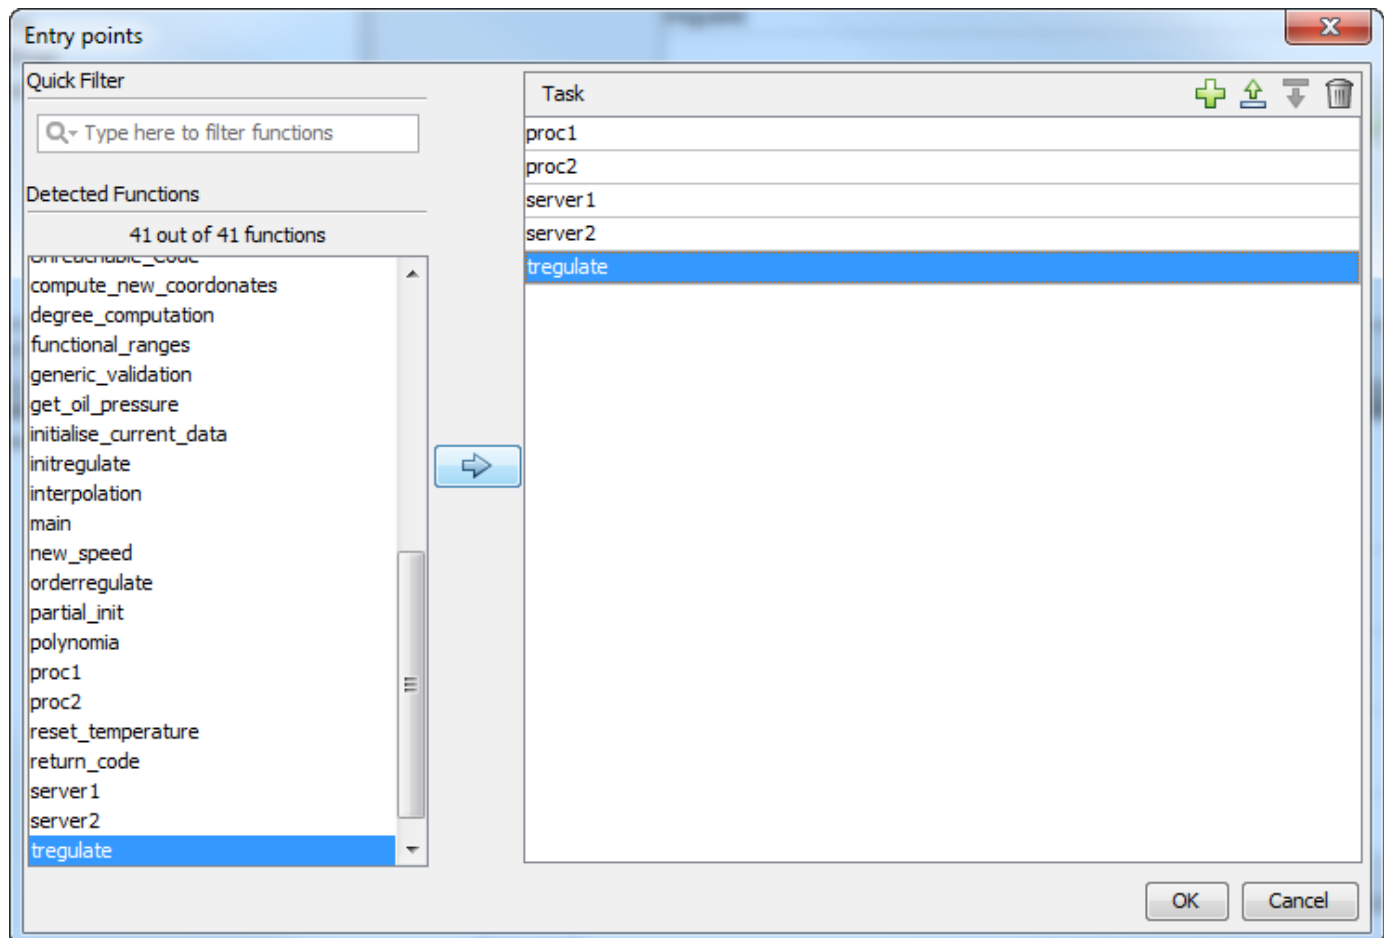 Entry points
Quick Filter
Type here to filter functions
Detected Functions
41 out of 41 functions
compute_new_coordonates
degree_computation
functional_ranges
generic_validation
get_oil_pressure
initialise_current_data
initregulate
interpolation
main
new_speed
orderregulate
partial_init
polynomia
proc1
proc2
reset_temperature
return_code
server1
server2
tregulate
Task
proc1
proc2
server1
server2
tregulate
OK
Cancel